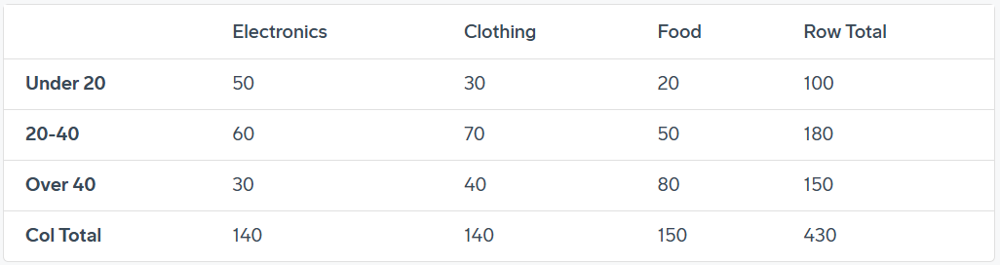 Electronics Clothing Food Row Total
Under 20 50 30 20 100
20-40 60 70 50 180
Over 40 30 40 80 150
Col Total 140 140 150 430